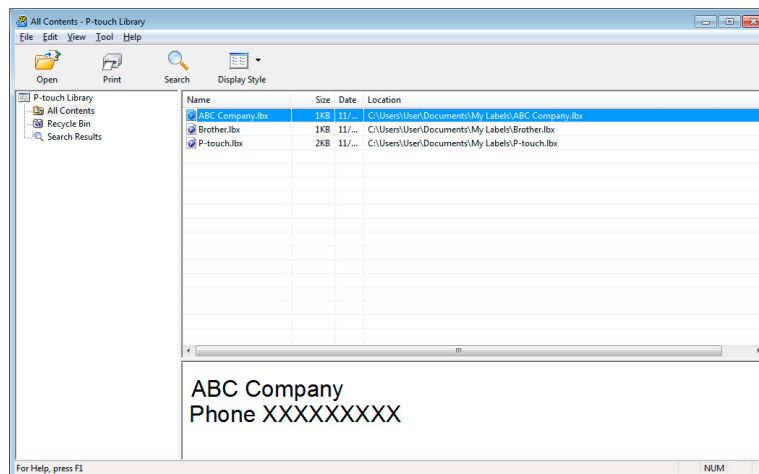 All Contents - P-touch Library
File Edit View Tool Help
Open Print Search Display Style
P-touch Library
All Contents
Recycle Bin
Search Results
Name Size Date Location
ABC Company.lbx 1KB 11/... C:\Users\User\Documents\My Labels\ABC Company.lbx
Brother.lbx 1KB 11/... C:\Users\User\Documents\My Labels\Brother.lbx
P-touch.lbx 2KB 11/... C:\Users\User\Documents\My Labels\P-touch.lbx
ABC Company
Phone XXXXXXXXX
For Help, press F1 NUM